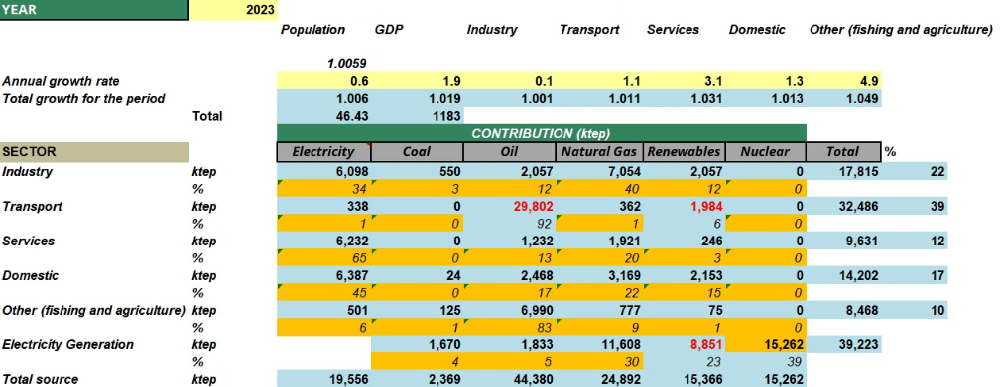 YEAR 2023
Population GDP Industry Transport Services Domestic Other (fishing and agriculture)
1.0059
Annual growth rate 0.6 1.9 0.1 1.1 3.1 1.3 4.9
Total growth for the period 1.006 1.019 1.001 1.011 1.031 1.013 1.049
Total 46.43 1183
CONTRIBUTION (ktep)
SECTOR Electricity Coal Oil Natural Gas Renewables Nuclear Total %
Industry ktep 6,098 550 2,057 7,054 2,057 0 17,815 22
% 34 3 12 40 12 0
Transport ktep 338 0 29,802 362 1,984 0 32,486 39
% 1 0 92 1 6 0
Services ktep 6,232 0 1,232 1,921 246 0 9,631 12
% 65 0 13 20 3 0
Domestic ktep 6,387 24 2,468 3,169 2,153 0 14,202 17
% 45 0 17 22 15 0
Other (fishing and agriculture) ktep 501 125 6,990 777 75 0 8,468 10
% 6 1 83 9 1 0
Electricity Generation ktep 1,670 1,833 11,608 8,851 15,262 39,223
% 4 5 30 23 39
Total source ktep 19,556 2,369 44,380 24,892 15,366 15,262